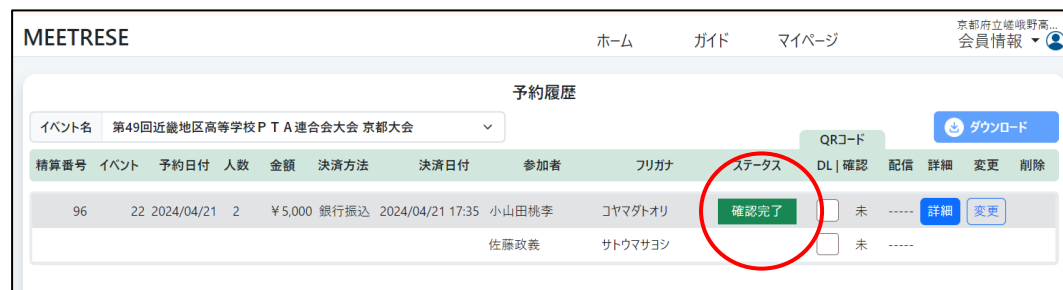 MEETRESE ホーム ガイド マイページ 京都府立嵯峨野高... 会員情報
予約履歴
イベント名 第49回近畿地区高等学校ＰＴＡ連合会大会 京都大会 ダウンロード
QRコード
精算番号 イベント 予約日付 人数 金額 決済方法 決済日付 参加者 フリガナ ステータス DL | 確認 配信 詳細 変更 削除
96 22 2024/04/21 2 ￥5,000 銀行振込 2024/04/21 17:35 小山田桃李 コヤマダトオリ 確認完了 未 ----- 詳細 変更
佐藤政義 サトウマサヨシ 未 -----